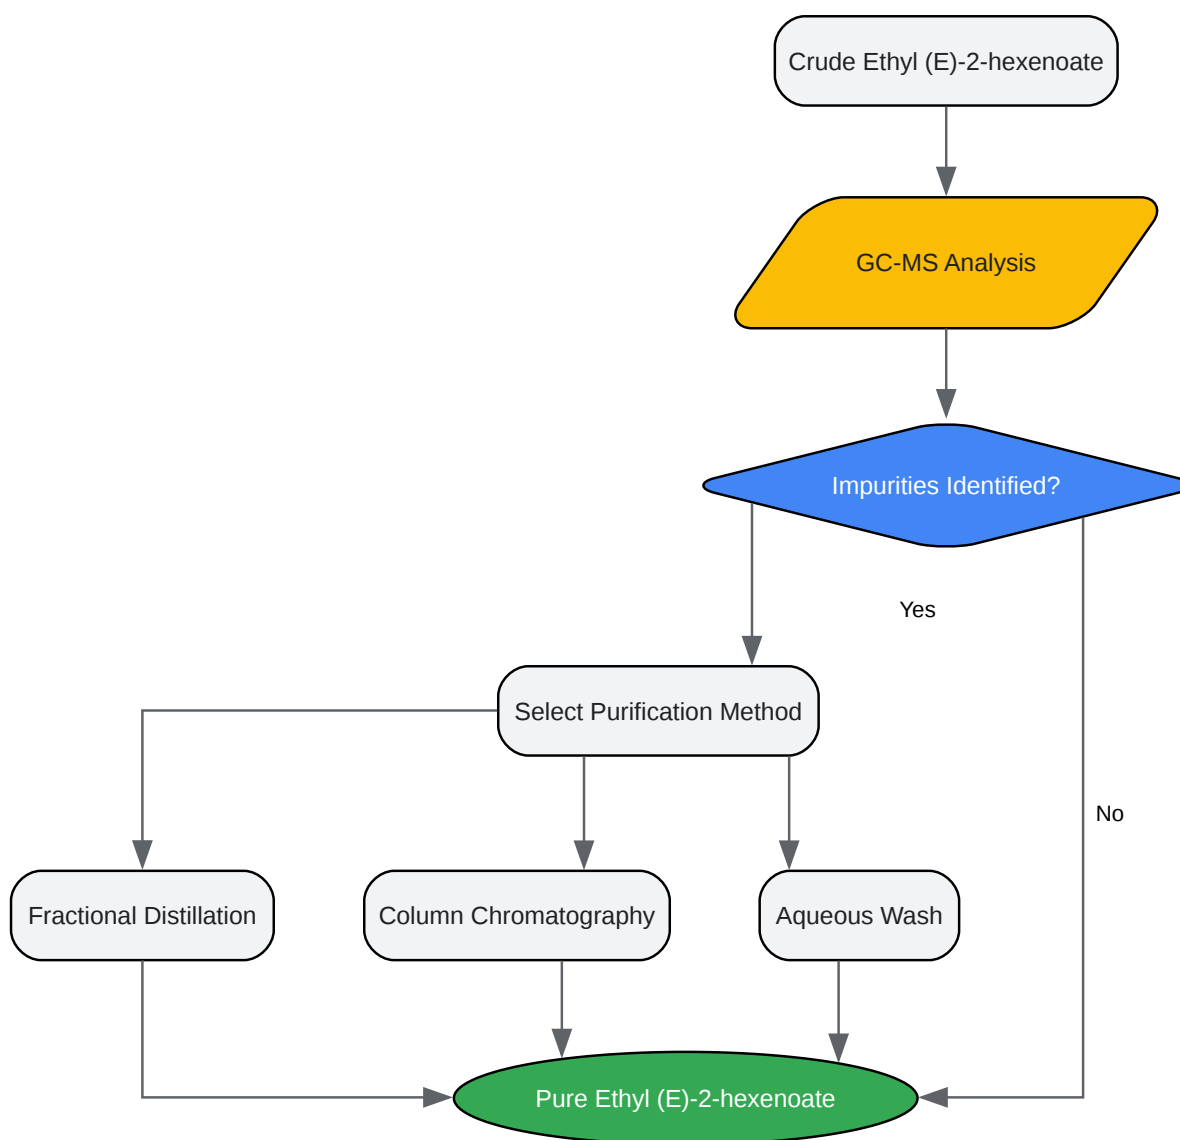 Crude Ethyl (E)-2-hexenoate
GC-MS Analysis
Impurities Identified?
Yes
Select Purification Method
No
Fractional Distillation
Column Chromatography
Aqueous Wash
Pure Ethyl (E)-2-hexenoate